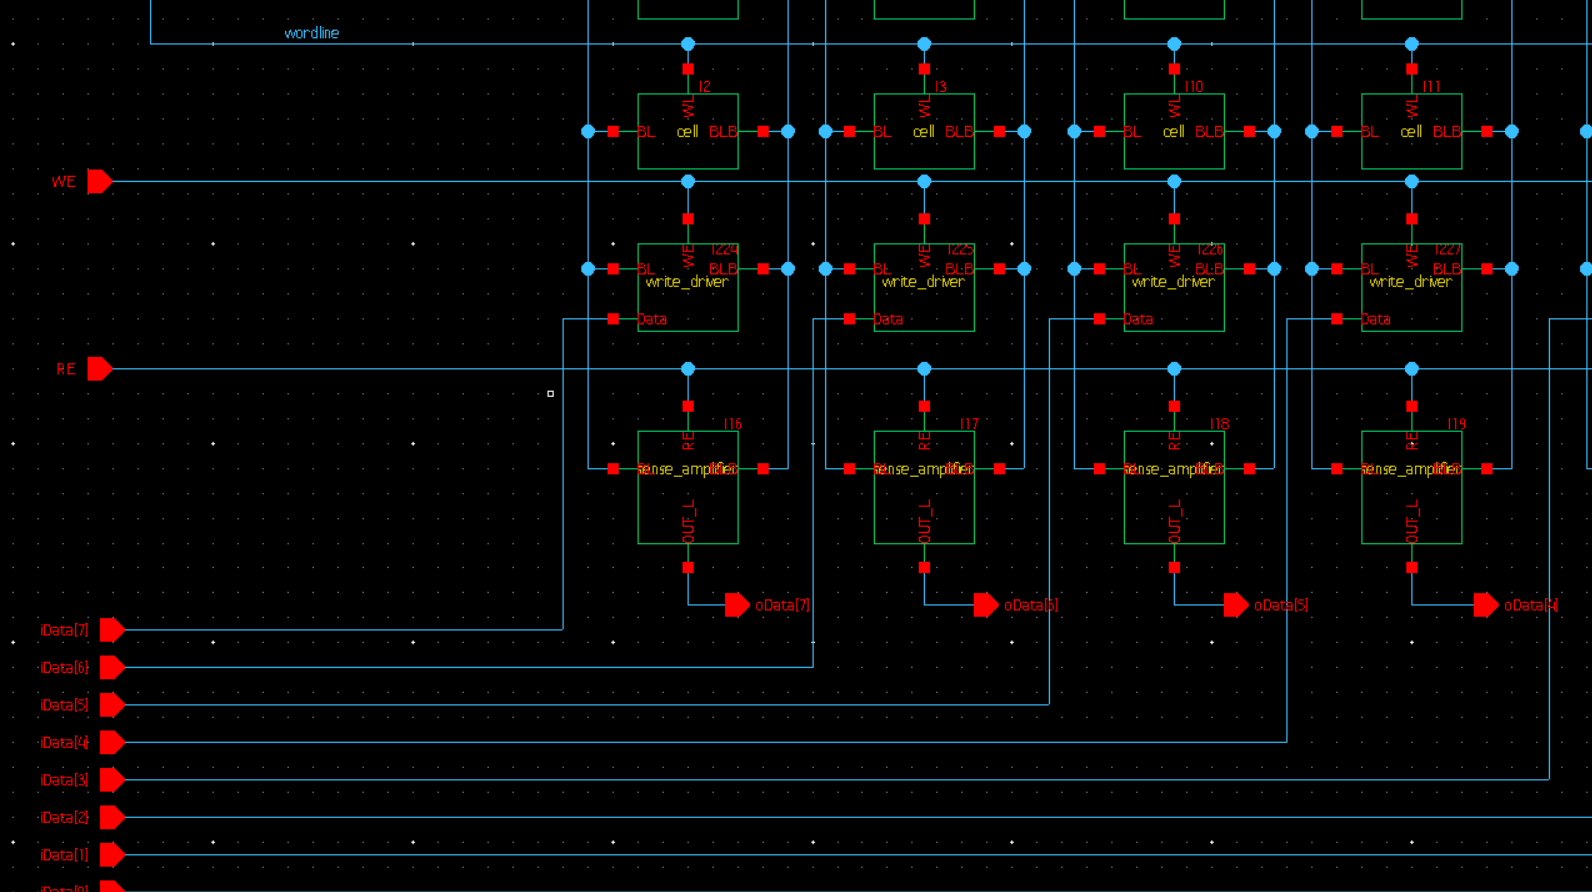 wordline
I2 I3 I10 I11
WL WL WL WL
BL cell BLB BL cell BLB BL cell BLB BL cell BLB
WE
WE I224 WE I225 WE I226 WE I227
BL BLB BL BLB BL BLB BL BLB
write_driver write_driver write_driver write_driver
Data Data Data Data
RE
I16 I17 I18 I19
RE RE RE RE
sense_amplifier sense_amplifier sense_amplifier sense_amplifier
OUT_L OUT_L OUT_L OUT_L
oData[7] oData[6] oData[5] oData[4]
iData[7]
iData[6]
iData[5]
iData[4]
iData[3]
iData[2]
iData[1]